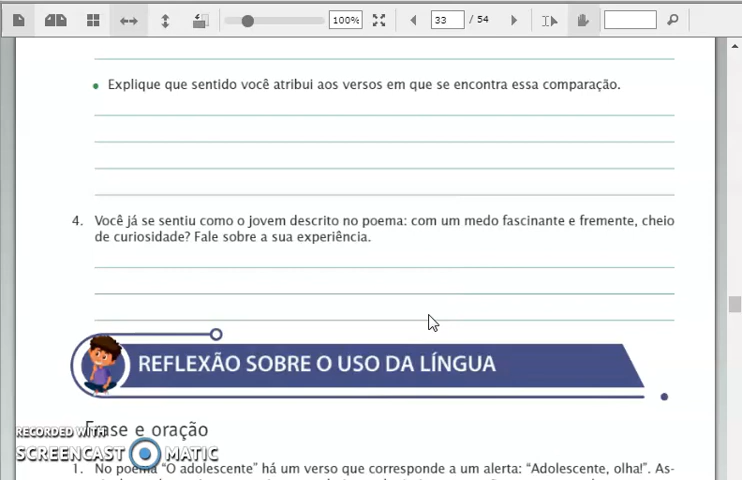 100%
33 / 54
• Explique que sentido você atribui aos versos em que se encontra essa comparação.
4. Você já se sentiu como o jovem descrito no poema: com um medo fascinante e fremente, cheio
de curiosidade? Fale sobre a sua experiência.
REFLEXÃO SOBRE O USO DA LÍNGUA
Frase e oração
RECORDED WITH
SCREENCAST MATIC
1. No poema “O adolescente” há um verso que corresponde a um alerta: “Adolescente, olha!”. As-